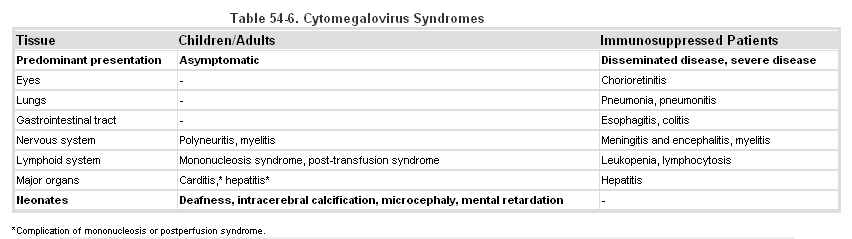 Table 54-6. Cytomegalovirus Syndromes
Tissue Children/Adults Immunosuppressed Patients
Predominant presentation Asymptomatic Disseminated disease, severe disease
Eyes - Chorioretinitis
Lungs - Pneumonia, pneumonitis
Gastrointestinal tract - Esophagitis, colitis
Nervous system Polyneuritis, myelitis Meningitis and encephalitis, myelitis
Lymphoid system Mononucleosis syndrome, post-transfusion syndrome Leukopenia, lymphocytosis
Major organs Carditis,* hepatitis* Hepatitis
Neonates Deafness, intracerebral calcification, microcephaly, mental retardation -
*Complication of mononucleosis or postperfusion syndrome.